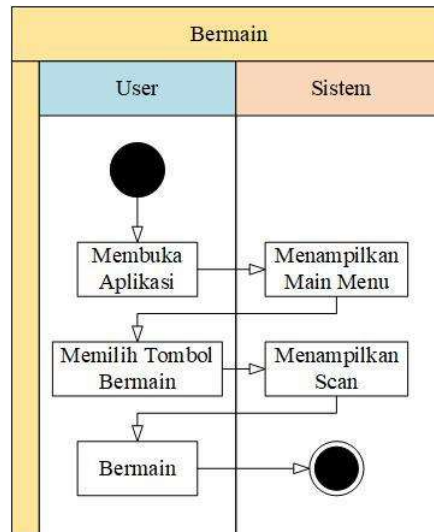 Bermain
User
Sistem
Membuka
Aplikasi
Menampilkan
Main Menu
Memilih Tombol
Bermain
Menampilkan
Scan
Bermain